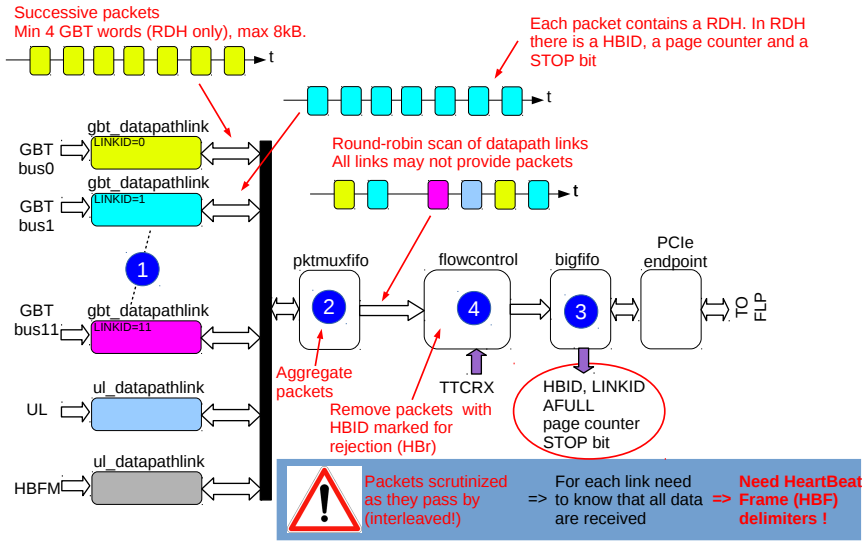 Successive packets
Min 4 GBT words (RDH only), max 8kB.
t
Each packet contains a RDH. In RDH
there is a HBID, a page counter and a
STOP bit
t
gbt_datapathlink
LINKID=0
GBT
bus0
gbt_datapathlink
LINKID=1
GBT
bus1
Round-robin scan of datapath links
All links may not provide packets
t
1
gbt_datapathlink
LINKID=11
GBT
bus11
pktmuxfifo
2
flowcontrol
4
bigfifo
3
PCIe
endpoint
TO
FLP
Aggregate
packets
TTCRX
Remove packets with
HBID marked for
rejection (HBr)
HBID, LINKID
AFULL
page counter
STOP bit
ul_datapathlink
UL
ul_datapathlink
HBFM
Packets scrutinized
as they pass by
(interleaved!)
=>
For each link need
to know that all data
are received
=>
Need HeartBeat
Frame (HBF)
delimiters !